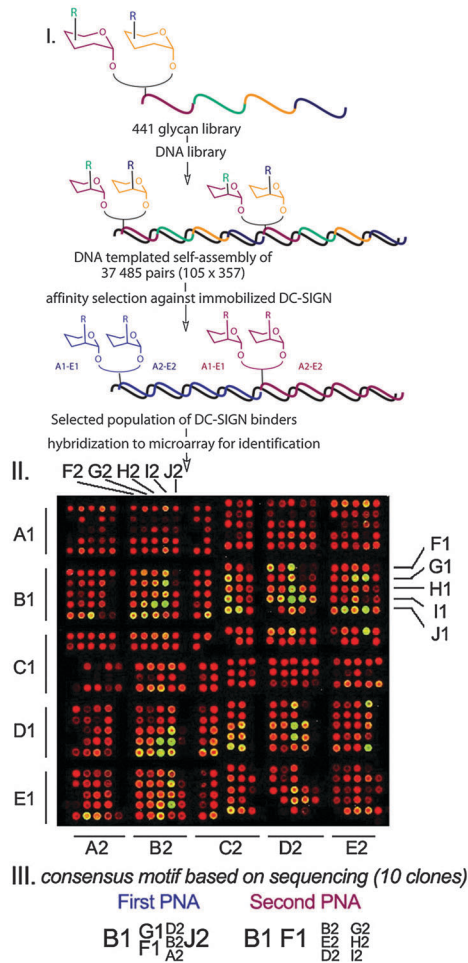 I.
R R
O O
O O
441 glycan library
DNA library
R R R R
O O O O
O O O O
DNA templated self-assembly of
37 485 pairs (105 x 357)
affinity selection against immobilized DC-SIGN
R R R R
O O O O
O O O O
A1-E1 A2-E2 A1-E1 A2-E2
Selected population of DC-SIGN binders
hybridization to microarray for identification
II.
F2 G2 H2 I2 J2
A1
B1
C1
D1
E1
F1
G1
H1
I1
J1
A2 B2 C2 D2 E2
III. consensus motif based on sequencing (10 clones)
First PNA Second PNA
B1 G1 F1 D2 B2 A2 J2 B1 F1 B2 E2 D2 G2 H2 I2